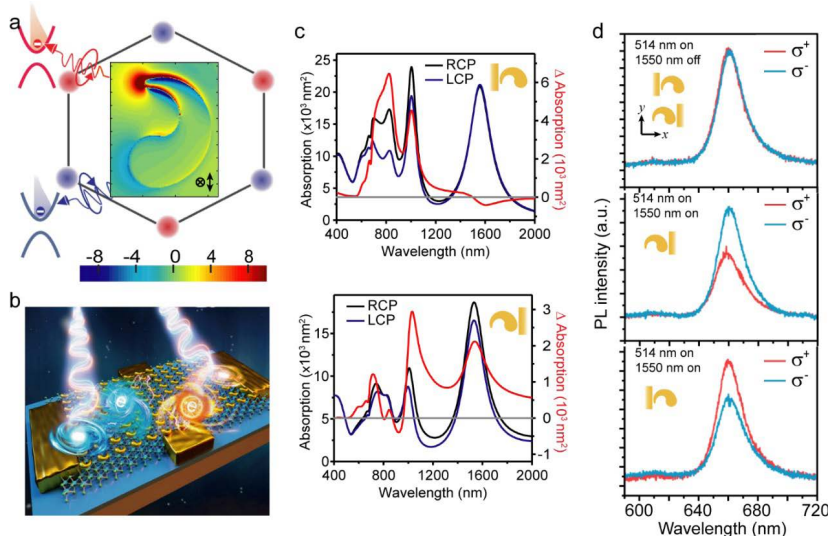 a
-8 -4 0 4 8
b
c
RCP
LCP
Absorption (x10³ nm²)
25
20
15
10
5
0
Δ Absorption (10³ nm²)
6
4
2
0
400 800 1200 1600 2000
Wavelength (nm)
RCP
LCP
Absorption (x10³ nm²)
15
10
5
0
Δ Absorption (10³ nm²)
3
2
1
0
-1
400 800 1200 1600 2000
Wavelength (nm)
d
PL intensity (a.u.)
514 nm on
1550 nm off
y
x
σ⁺
σ⁻
514 nm on
1550 nm on
σ⁺
σ⁻
514 nm on
1550 nm on
σ⁺
σ⁻
600 640 680 720
Wavelength (nm)